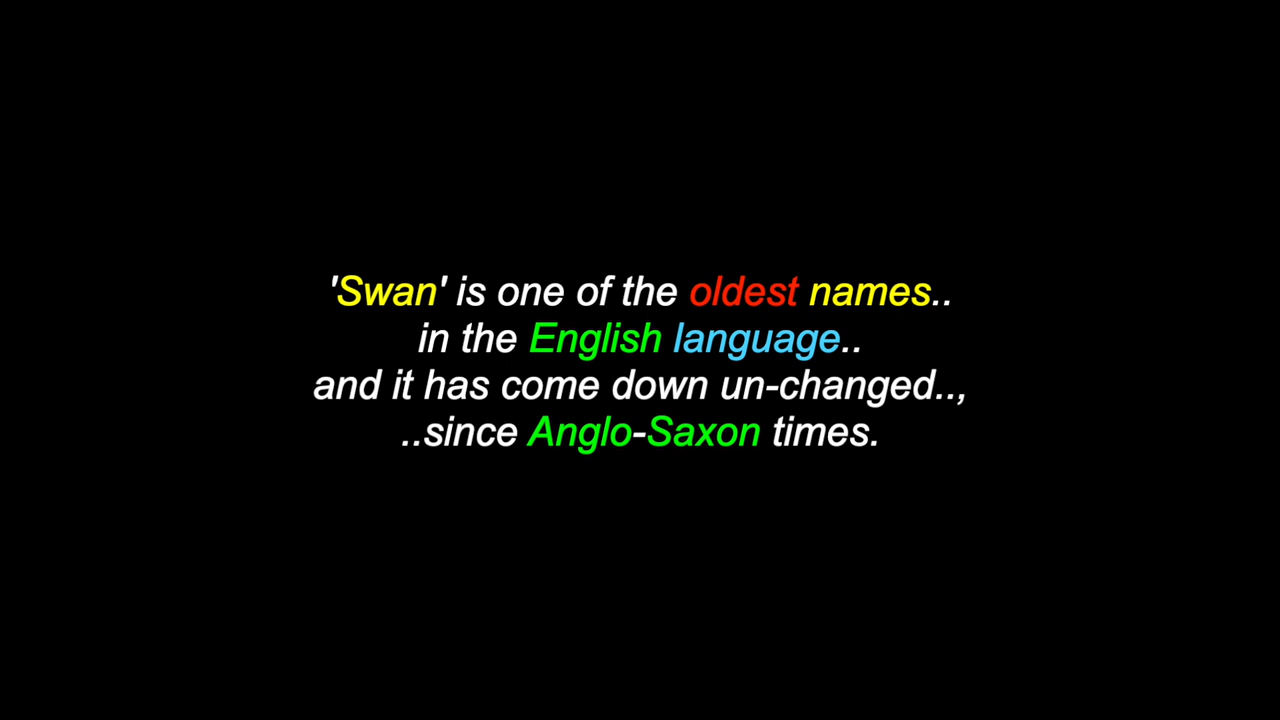 'Swan' is one of the oldest names..
in the English language..
and it has come down un-changed..,
..since Anglo-Saxon times.